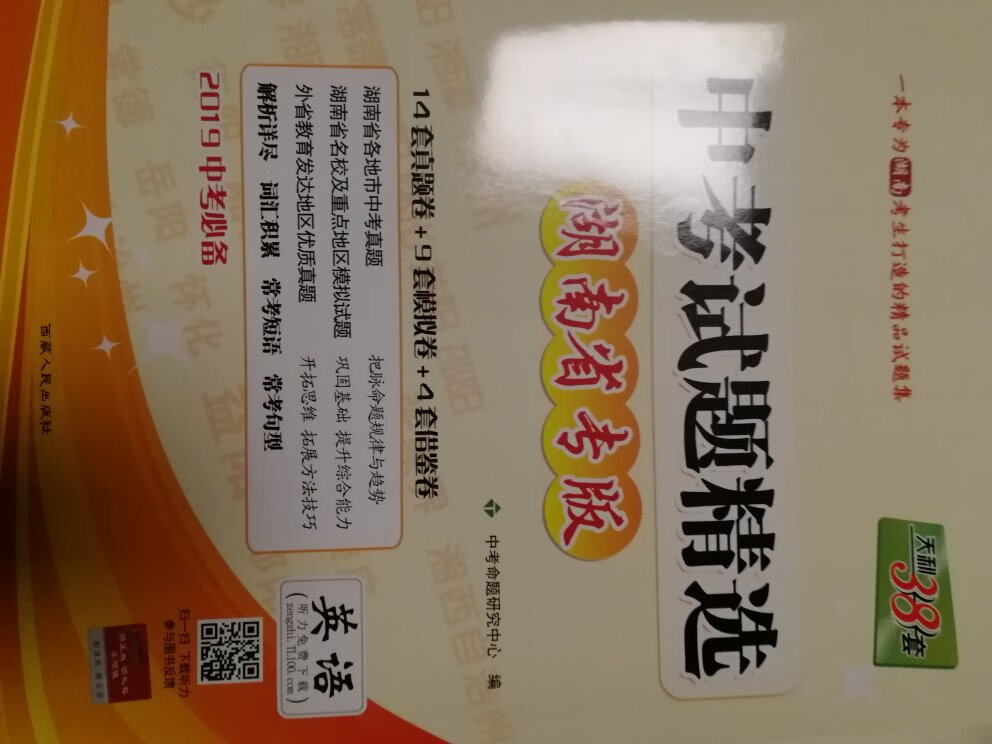 天利38套
一本专为湖南考生打造的精品试题集
中考试题精选
湖南省专版
中考命题研究中心 编
14套真题卷+9套模拟卷+4套借鉴卷
湖南省各地市中考真题 把脉命题规律与趋势
湖南省名校及重点地区模拟试题 巩固基础 提升综合能力
外省教育发达地区优质真题 开拓思维 拓展方法技巧
解析详尽 词汇积累 常考短语 常考句型
2019中考必备
英语
(听力免费下载
zengzhi.TL100.com)
扫一扫 下载听力
参与图书反馈
西藏人民出版社
常德
岳阳
怀化
益阳